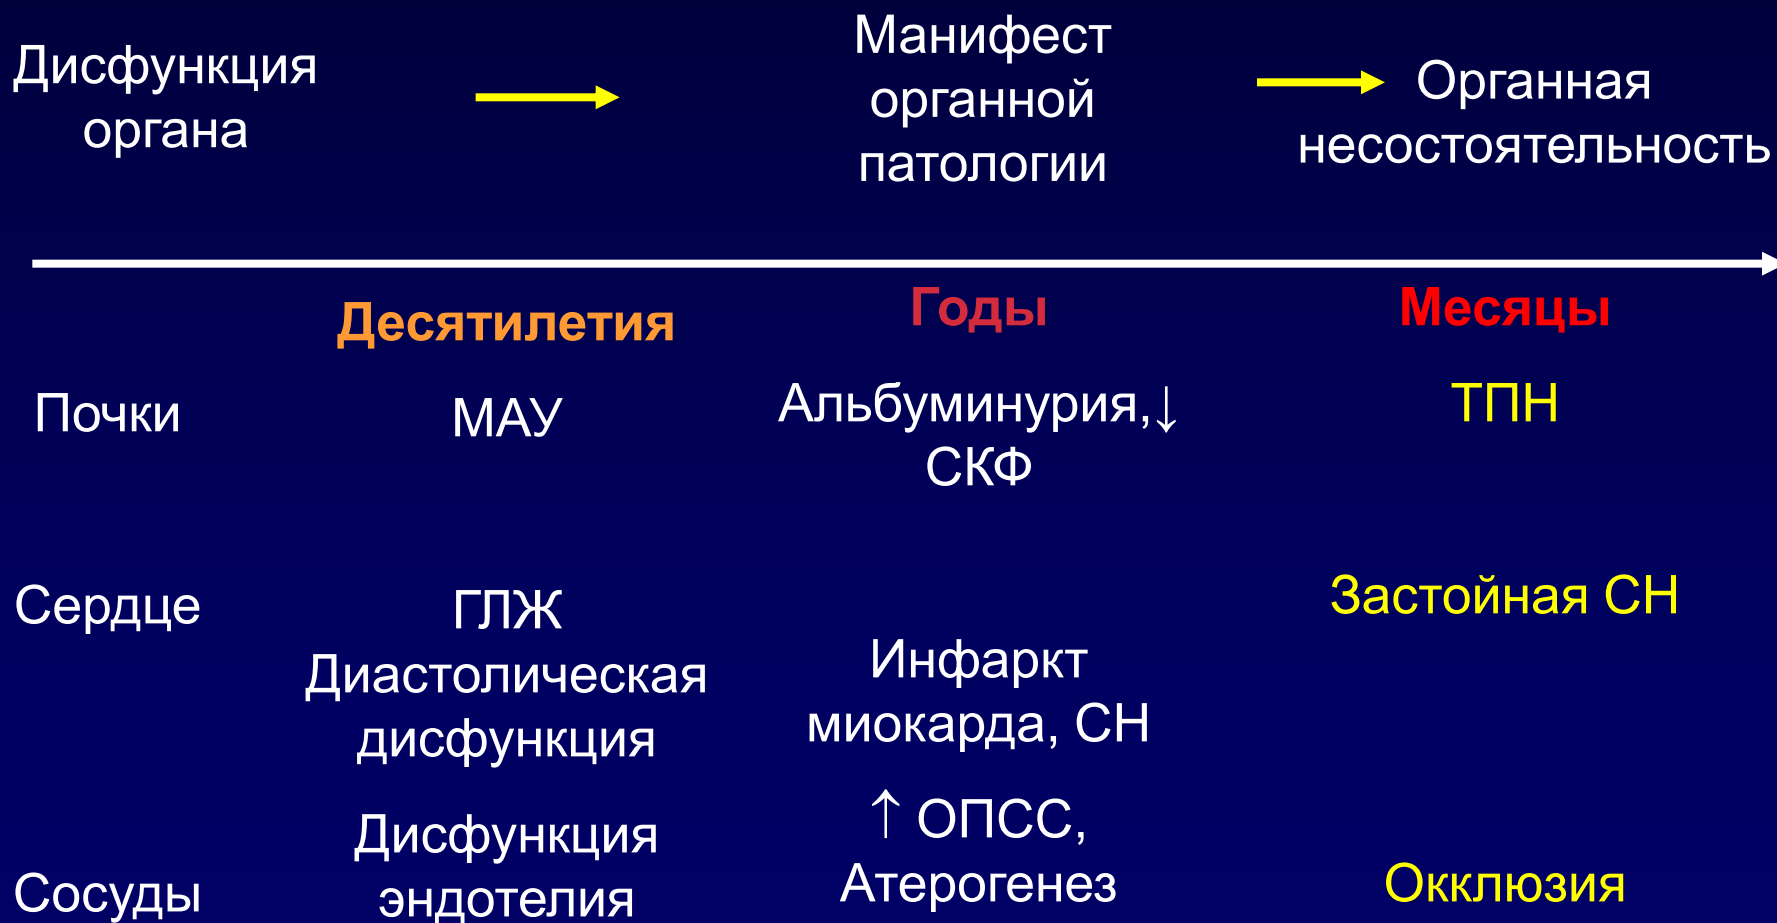 Дисфункция
органа
Манифест
органной
патологии
Органная
несостоятельность
Десятилетия
Годы
Месяцы
Почки
МАУ
Альбуминурия,↓
СКФ
ТПН
Сердце
ГЛЖ
Диастолическая
дисфункция
Инфаркт
миокарда, СН
Застойная СН
Сосуды
Дисфункция
эндотелия
↑ ОПСС,
Атерогенез
Окклюзия